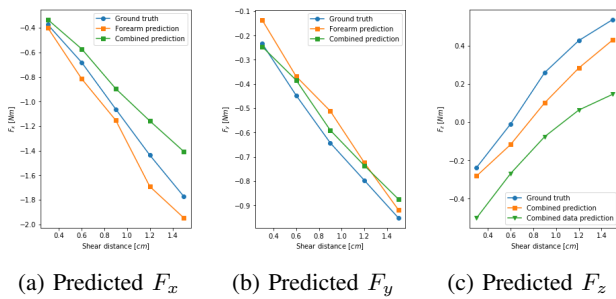 −0.4
−0.6
−0.8
−1.0
−1.2
−1.4
−1.6
−1.8
−2.0
[Nm]
Ground truth
Forearm prediction
Combined prediction
0.4 0.6 0.8 1.0 1.2 1.4
Shear distance [cm]
−0.1
−0.2
−0.3
−0.4
−0.5
−0.6
−0.7
−0.8
−0.9
[Nm]
Ground truth
Forearm prediction
Combined prediction
0.4 0.6 0.8 1.0 1.2 1.4
Shear distance [cm]
0.4
0.2
0.0
−0.2
−0.4
F_z [Nm]
Ground truth
Combined prediction
Combined data prediction
0.4 0.6 0.8 1.0 1.2 1.4
Shear distance [cm]
(a) Predicted F_x (b) Predicted F_y (c) Predicted F_z